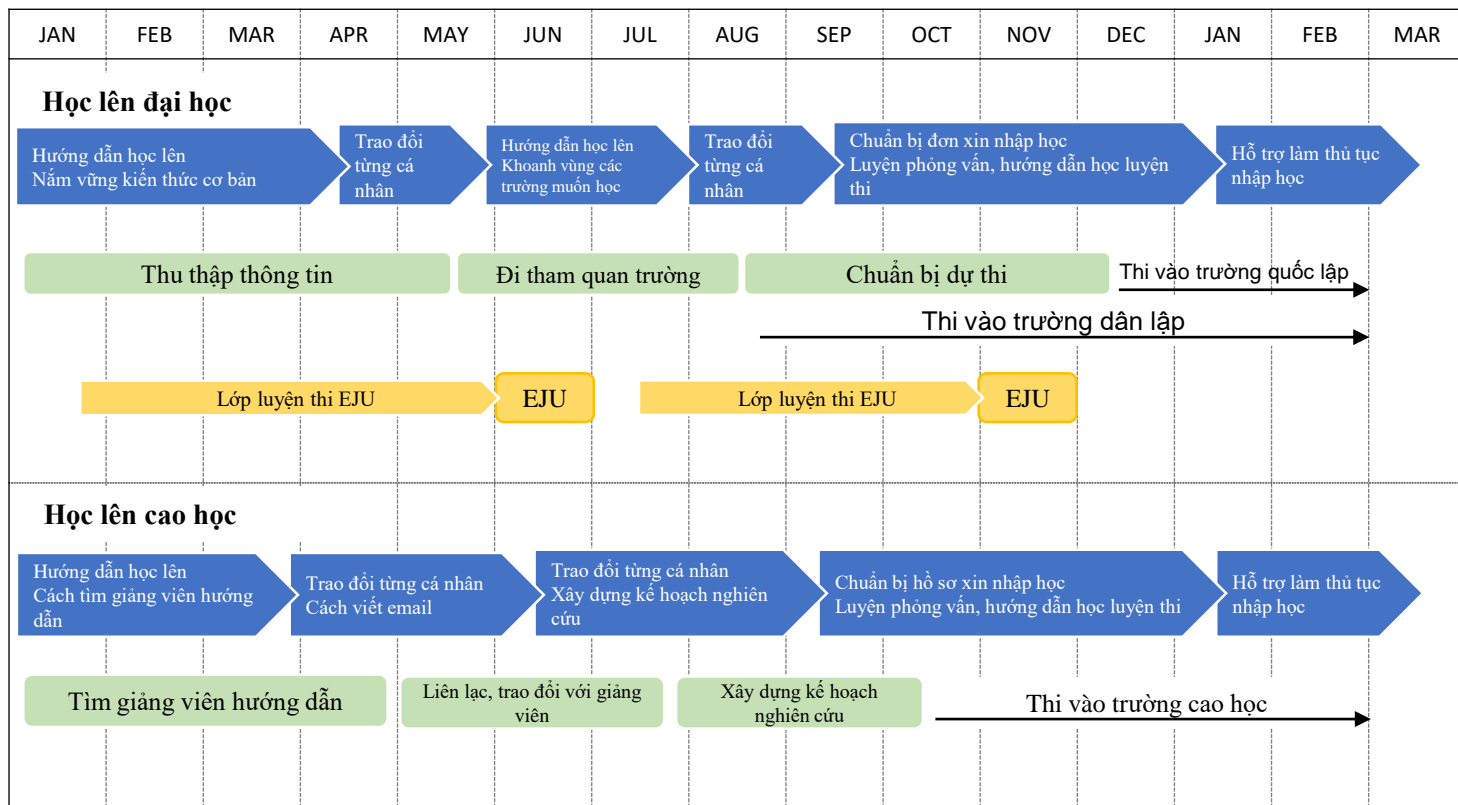 JAN FEB MAR APR MAY JUN JUL AUG SEP OCT NOV DEC JAN FEB MAR
Học lên đại học
Hướng dẫn học lên
Nắm vững kiến thức cơ bản
Trao đổi
từng cá
nhân
Hướng dẫn học lên
Khoanh vùng các
trường muốn học
Trao đổi
từng cá
nhân
Chuẩn bị đơn xin nhập học
Luyện phỏng vấn, hướng dẫn học luyện
thi
Hỗ trợ làm thủ tục
nhập học
Thu thập thông tin
Đi tham quan trường
Chuẩn bị dự thi
Thi vào trường quốc lập
Thi vào trường dân lập
Lớp luyện thi EJU
EJU
Lớp luyện thi EJU
EJU
Học lên cao học
Hướng dẫn học lên
Cách tìm giảng viên hướng
dẫn
Trao đổi từng cá nhân
Cách viết email
Trao đổi từng cá nhân
Xây dựng kế hoạch nghiên
cứu
Chuẩn bị hồ sơ xin nhập học
Luyện phỏng vấn, hướng dẫn học luyện thi
Hỗ trợ làm thủ tục
nhập học
Tìm giảng viên hướng dẫn
Liên lạc, trao đổi với giảng
viên
Xây dựng kế hoạch
nghiên cứu
Thi vào trường cao học